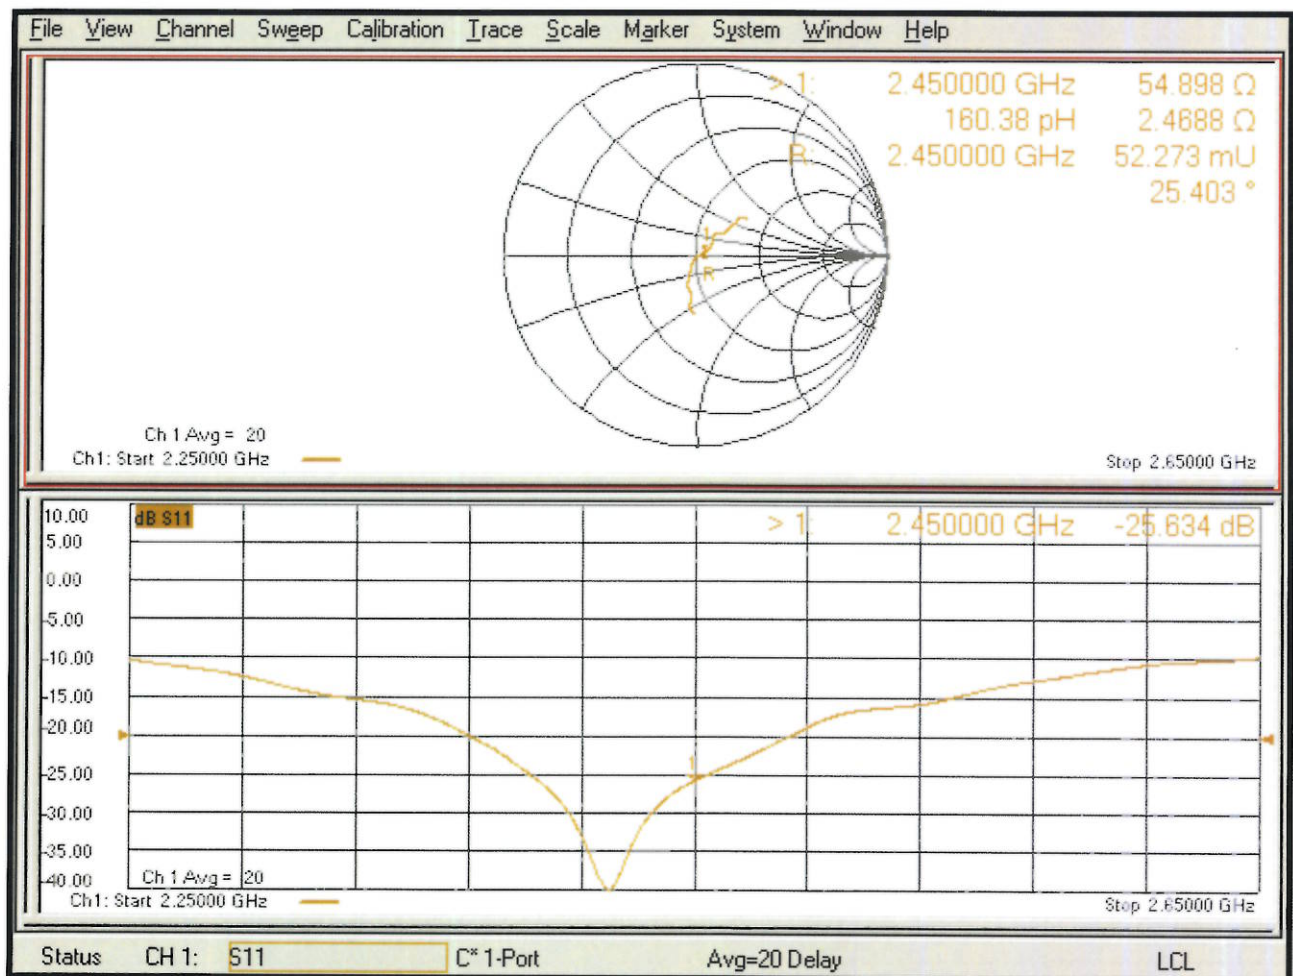 File View Channel Sweep Calibration Trace Scale Marker System Window Help
> 1: 2.450000 GHz 54.898 Ω
160.38 pH 2.4688 Ω
R: 2.450000 GHz 52.273 mU
25.403 °
1
R
Ch 1 Avg = 20
Ch1: Start 2.25000 GHz
Stop 2.65000 GHz
10.00
dB S11
> 1: 2.450000 GHz -25.634 dB
5.00
0.00
-5.00
-10.00
-15.00
-20.00
-25.00
1
-30.00
-35.00
-40.00
Ch 1 Avg = 20
Ch1: Start 2.25000 GHz
Stop 2.65000 GHz
Status CH 1: S11 C* 1-Port Avg=20 Delay LCL